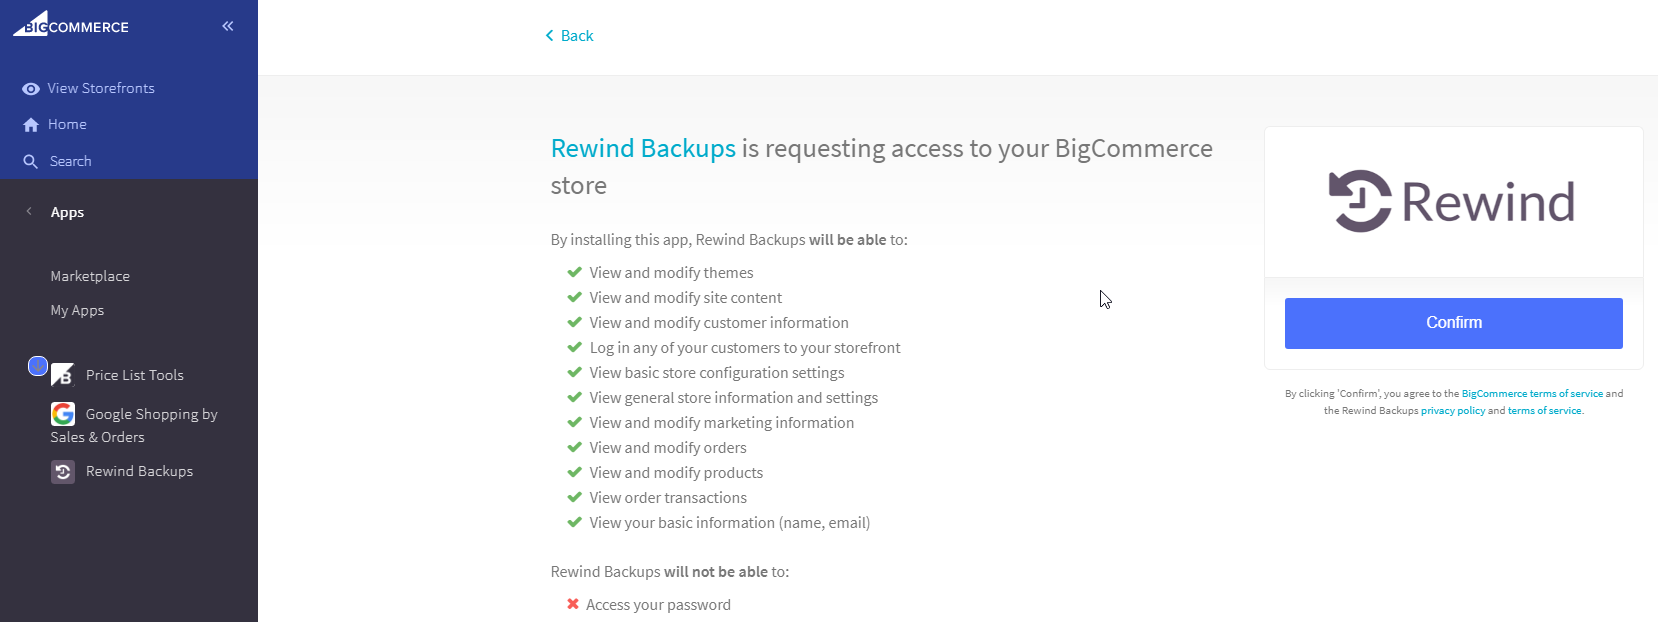 BIGCOMMERCE
View Storefronts
Home
Search
Apps
Marketplace
My Apps
Price List Tools
Google Shopping by
Sales & Orders
Rewind Backups
Back
Rewind Backups is requesting access to your BigCommerce
store
By installing this app, Rewind Backups will be able to:
View and modify themes
View and modify site content
View and modify customer information
Log in any of your customers to your storefront
View basic store configuration settings
View general store information and settings
View and modify marketing information
View and modify orders
View and modify products
View order transactions
View your basic information (name, email)
Rewind Backups will not be able to:
Access your password
Rewind
Confirm
By clicking 'Confirm', you agree to the BigCommerce terms of service and
the Rewind Backups privacy policy and terms of service.